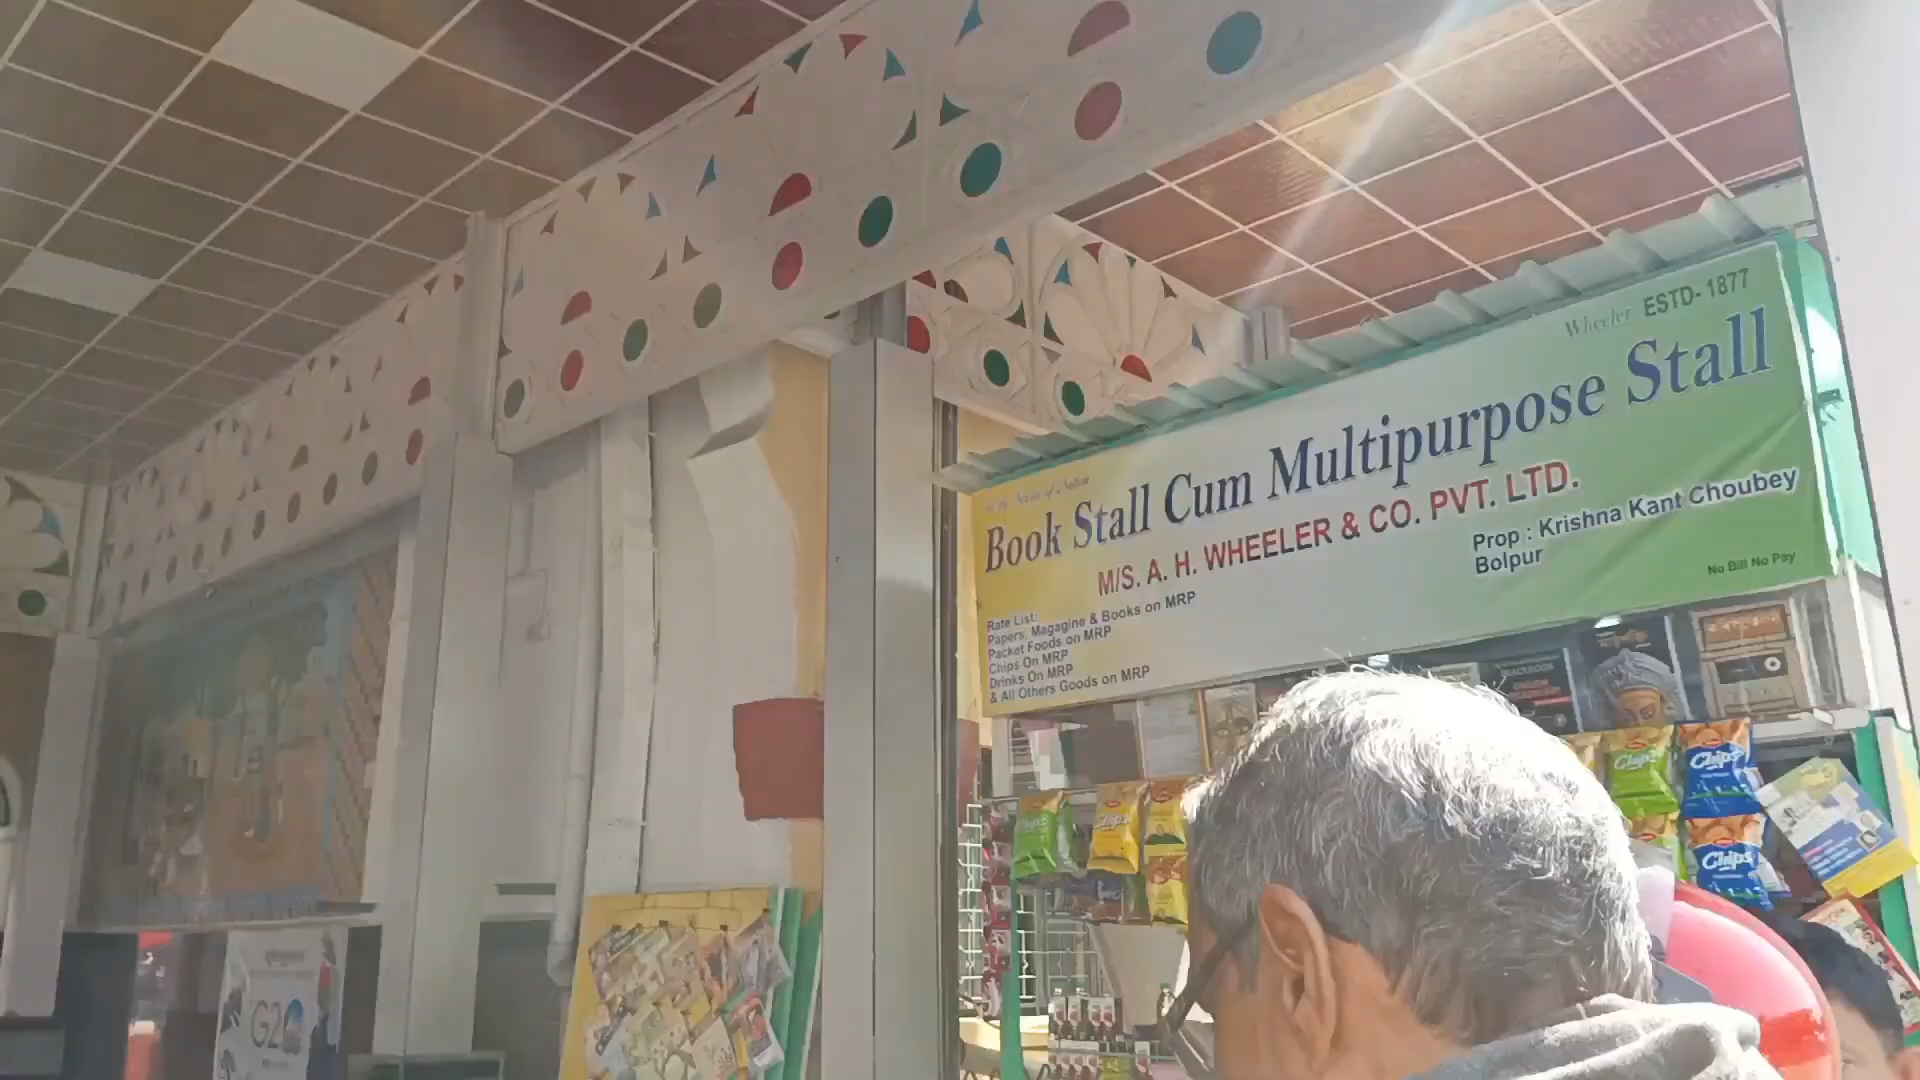 Wheeler ESTD- 1877
Book Stall Cum Multipurpose Stall
M/S. A. H. WHEELER & CO. PVT. LTD.
Prop : Krishna Kant Choubey
Bolpur
No Bill No Pay
Rate List:
Papers, Magagine & Books on MRP
Packet Foods on MRP
Chips On MRP
Drinks On MRP
& All Others Goods on MRP
Chips
Chips
Chips
Chips
Chips
G20